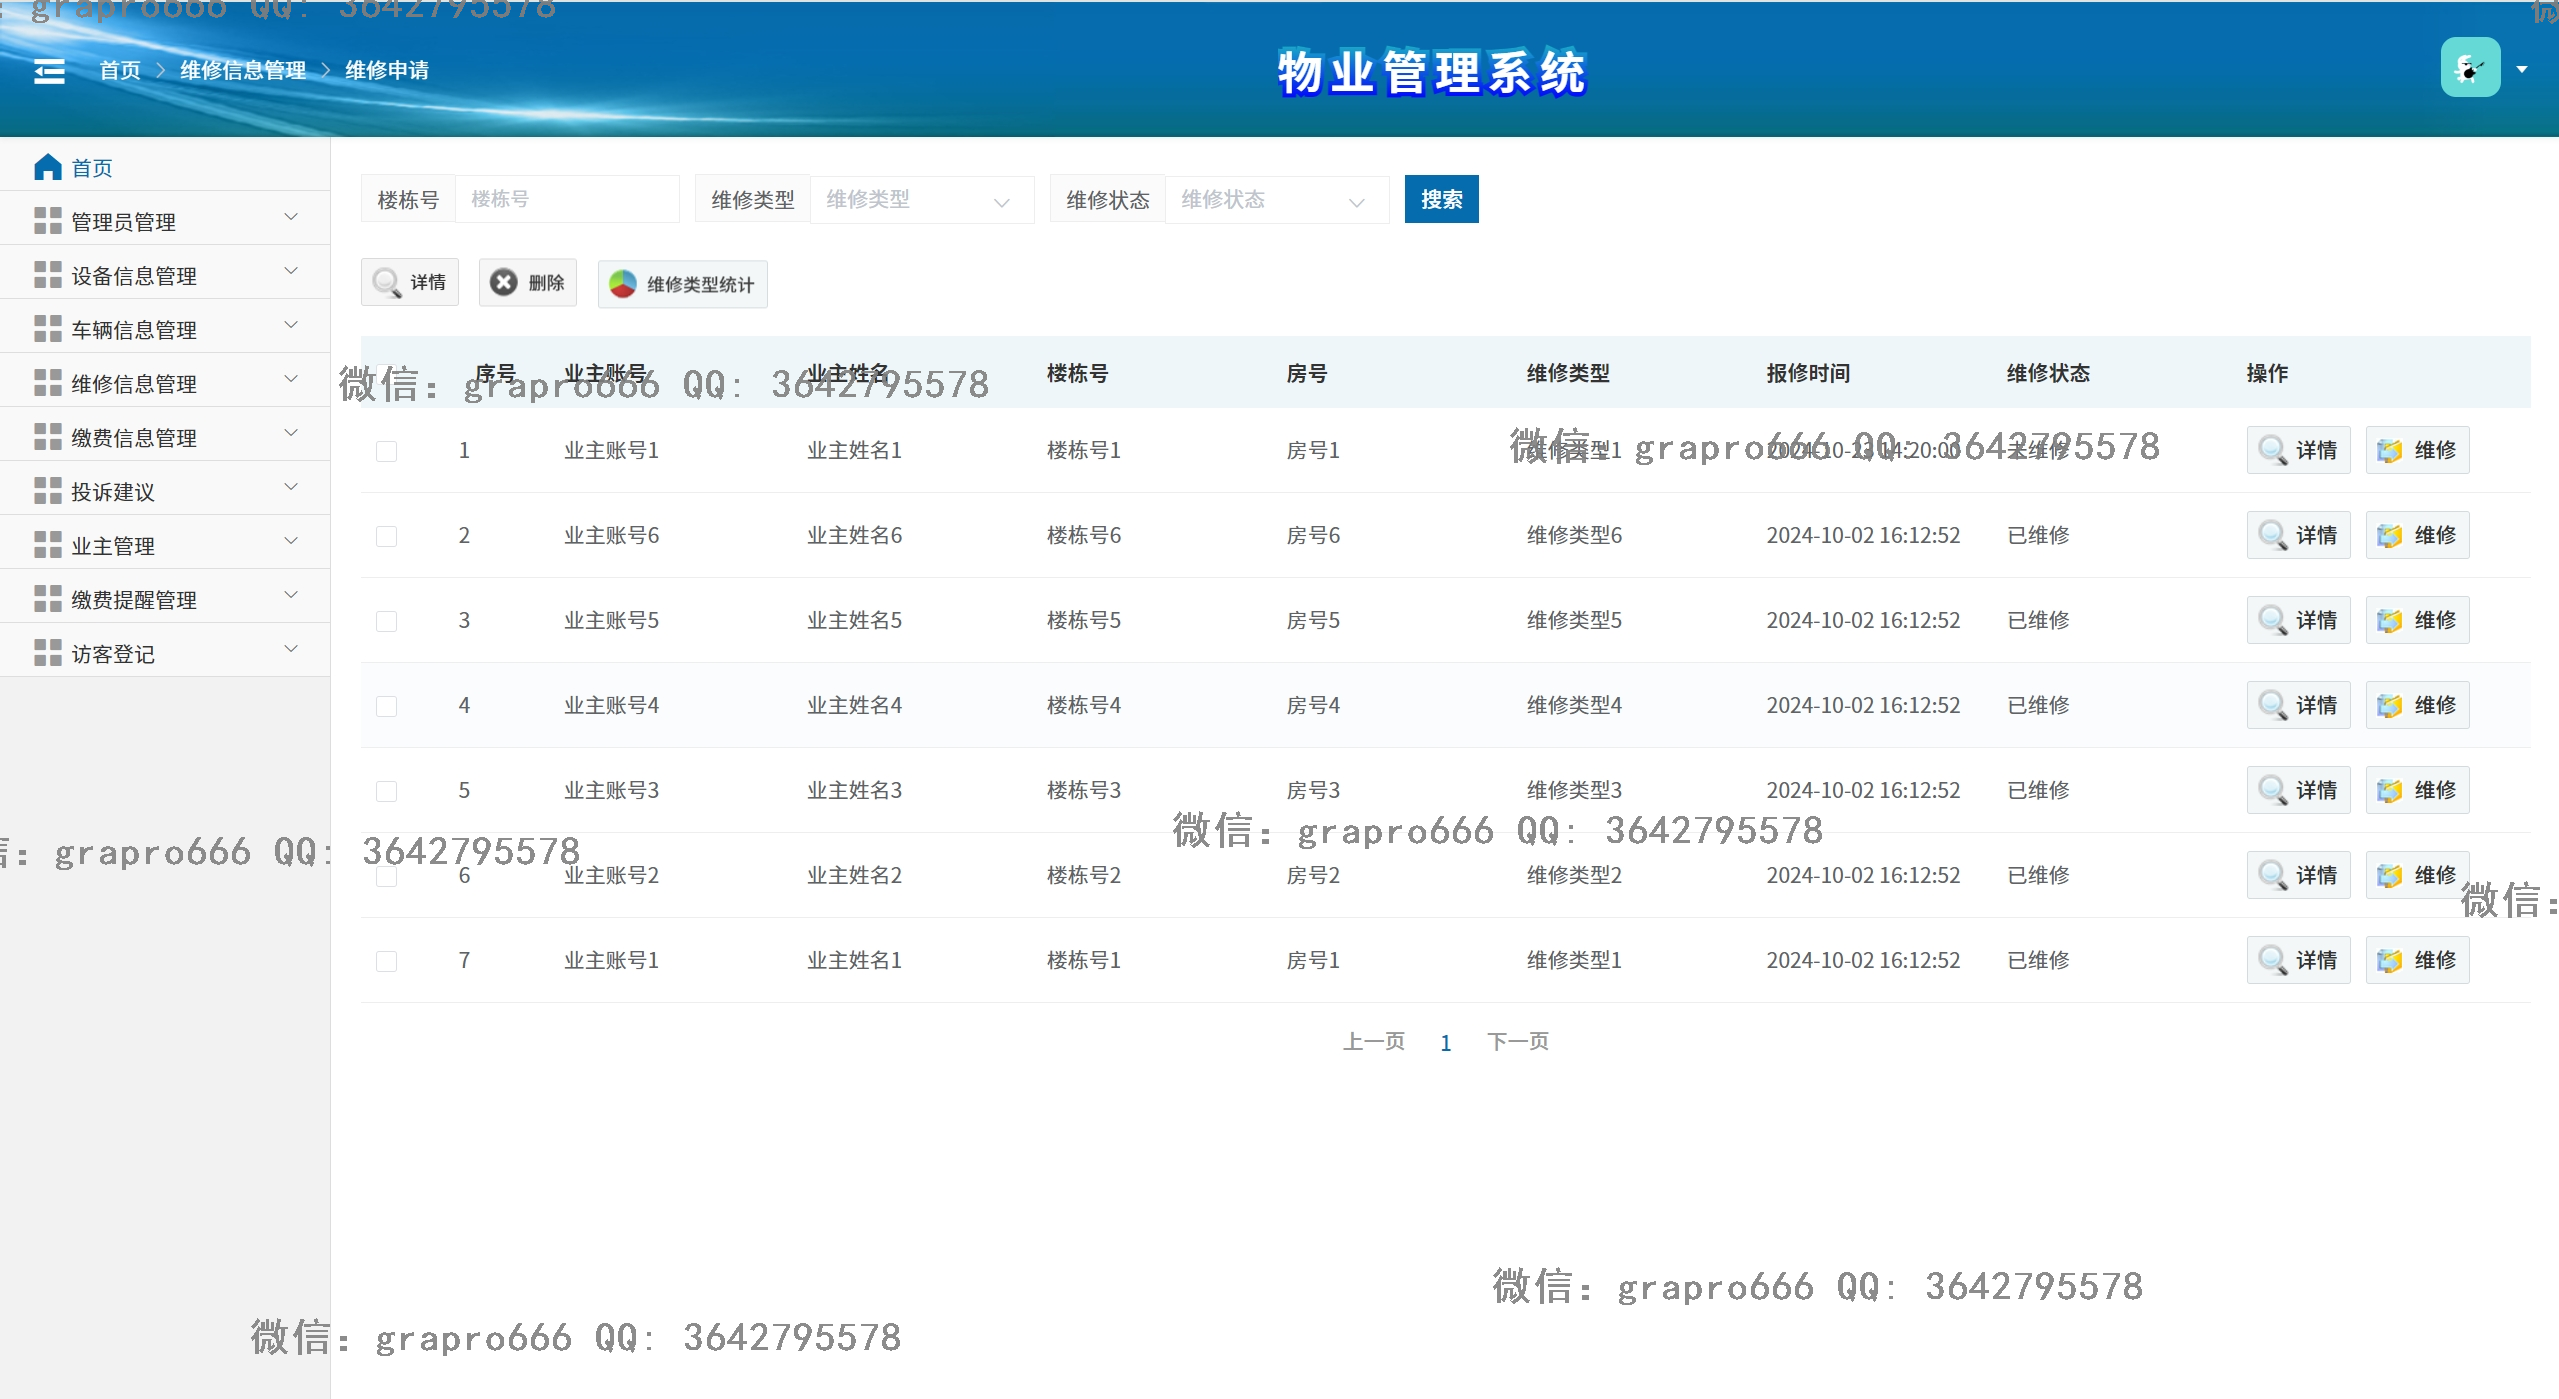 : grapro666 QQ: 3642795578
微
首页 > 维修信息管理 > 维修申请
物业管理系统
首页
管理员管理
设备信息管理
车辆信息管理
维修信息管理
缴费信息管理
投诉建议
业主管理
缴费提醒管理
访客登记
楼栋号 楼栋号 维修类型 维修类型 维修状态 维修状态 搜索
详情 删除 维修类型统计
序号 业主账号 业主姓名 楼栋号 房号 维修类型 报修时间 维修状态 操作
微信: grapro666 QQ: 3642795578
1 业主账号1 业主姓名1 楼栋号1 房号1 维修类型1 未维修 详情 维修
微信: grapro666 QQ: 3642795578
2 业主账号6 业主姓名6 楼栋号6 房号6 维修类型6 2024-10-02 16:12:52 已维修 详情 维修
3 业主账号5 业主姓名5 楼栋号5 房号5 维修类型5 2024-10-02 16:12:52 已维修 详情 维修
4 业主账号4 业主姓名4 楼栋号4 房号4 维修类型4 2024-10-02 16:12:52 已维修 详情 维修
5 业主账号3 业主姓名3 楼栋号3 房号3 维修类型3 2024-10-02 16:12:52 已维修 详情 维修
微信: grapro666 QQ: 3642795578
信: grapro666 QQ: 3642795578
6 业主账号2 业主姓名2 楼栋号2 房号2 维修类型2 2024-10-02 16:12:52 已维修 详情 维修
微信:
7 业主账号1 业主姓名1 楼栋号1 房号1 维修类型1 2024-10-02 16:12:52 已维修 详情 维修
上一页 1 下一页
微信: grapro666 QQ: 3642795578
微信: grapro666 QQ: 3642795578